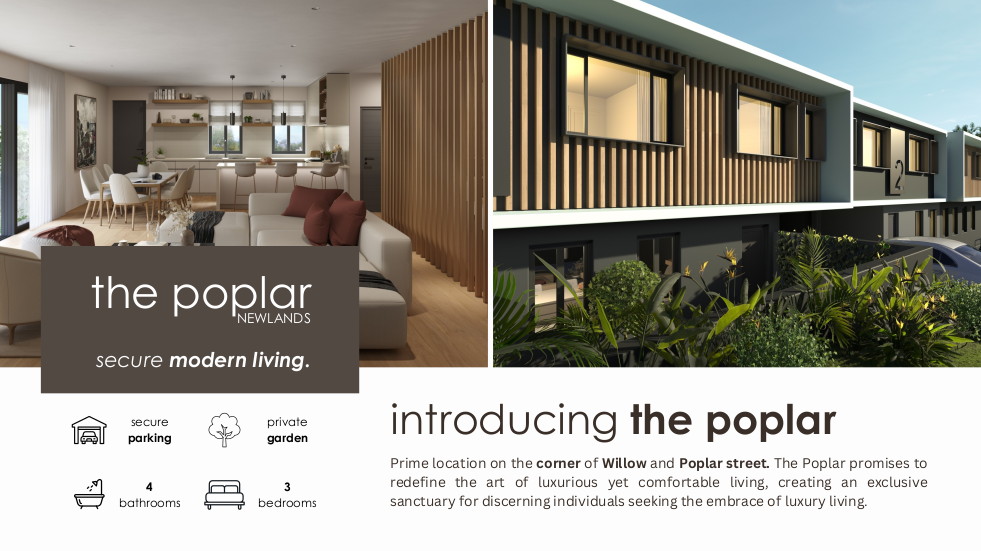 2
the poplar
NEWLANDS
secure modern living.
secure
parking
private
garden
4
bathrooms
3
bedrooms
introducing the poplar
Prime location on the corner of Willow and Poplar street. The Poplar promises to
redefine the art of luxurious yet comfortable living, creating an exclusive
sanctuary for discerning individuals seeking the embrace of luxury living.